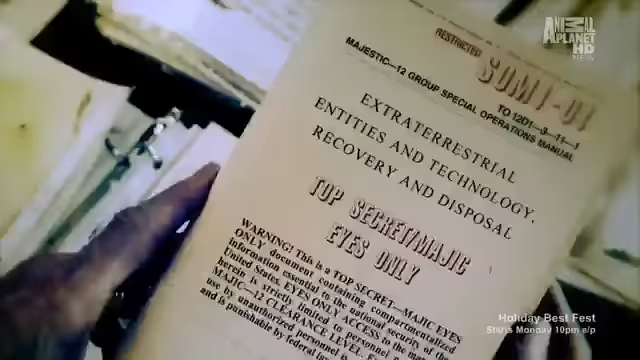 ANIMAL
PLANET
HD
NEW
RESTRICTED
SOM1-01
TO 12D1-3-11-1
MAJESTIC-12 GROUP SPECIAL OPERATIONS MANUAL
EXTRATERRESTRIAL
ENTITIES AND TECHNOLOGY,
RECOVERY AND DISPOSAL
TOP SECRET/MAJIC
EYES ONLY
WARNING! This is a TOP SECRET—MAJIC EYES
ONLY document containing compartmentalized
information essential to the national security of the
United States. EYES ONLY ACCESS to the
herein is strictly limited to personnel
MAJIC-12 CLEARANCE LEVEL.
use by unauthorized personnel is
and is punishable by federal
Holiday Best Fest
Starts Monday 10pm e/p